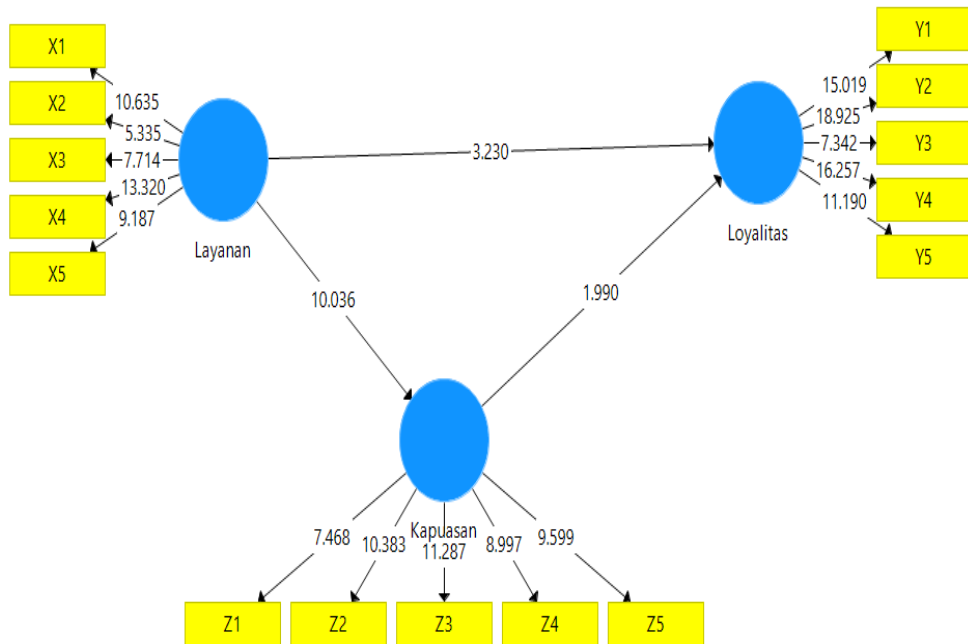 X1
X2
X3
X4
X5
10.635
5.335
7.714
13.320
9.187
Layanan
3.230
10.036
1.990
Loyalitas
15.019
18.925
7.342
16.257
11.190
Y1
Y2
Y3
Y4
Y5
Kapuasan
7.468
10.383
11.287
8.997
9.599
Z1
Z2
Z3
Z4
Z5